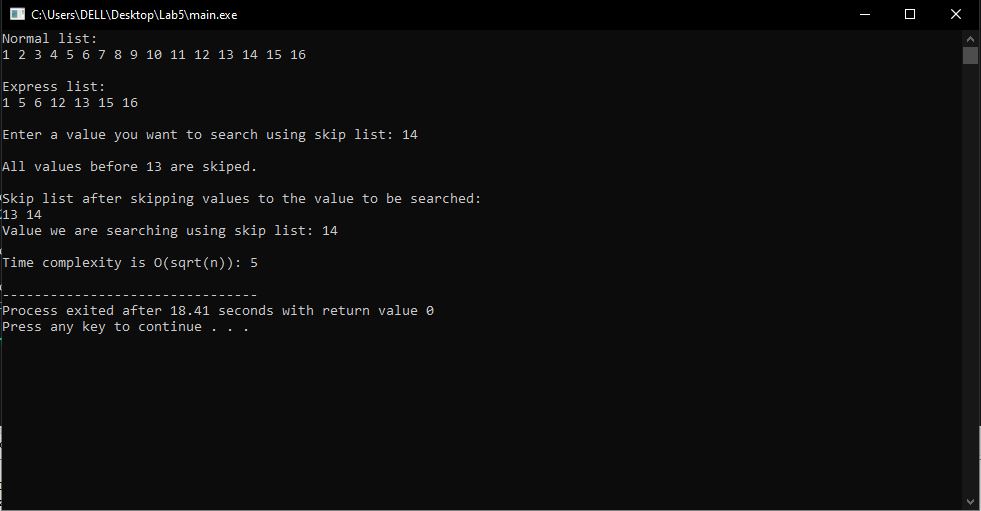 C:\Users\DELL\Desktop\Lab5\main.exe
Normal list:
1 2 3 4 5 6 7 8 9 10 11 12 13 14 15 16
Express list:
1 5 6 12 13 15 16
Enter a value you want to search using skip list: 14
All values before 13 are skiped.
Skip list after skipping values to the value to be searched:
13 14
Value we are searching using skip list: 14
Time complexity is O(sqrt(n)): 5
--------------------------------
Process exited after 18.41 seconds with return value 0
Press any key to continue . . .